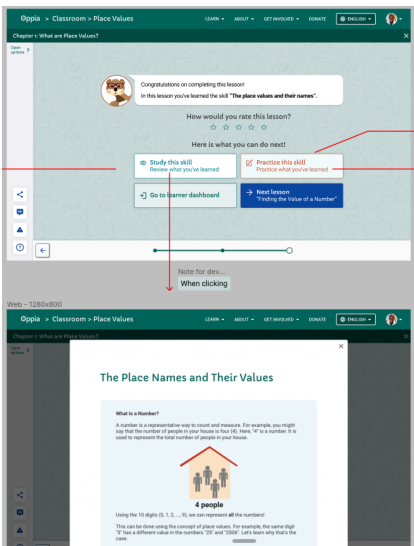 Oppia > Classroom > Place Values
LEARN ABOUT GET INVOLVED DONATE ENGLISH
Chapter 1: What are Place Values?
×
Open options >
Congratulations on completing this lesson!
In this lesson you've learned the skill "The place values and their names".
How would you rate this lesson?
Here is what you can do next!
Study this skill
Review what you've learned
Practice this skill
Practice what you've learned
Go to learner dashboard
Next lesson
"Finding the Value of a Number"
Note for dev...
When clicking
Web - 1280x800
Oppia > Classroom > Place Values
LEARN ABOUT GET INVOLVED DONATE ENGLISH
Chapter 1: What are Place Values?
×
The Place Names and Their Values
What Is a Number?
A number is a representative way to count and measure. For example, you might
say that the number of people in your house is four (4). Here, "4" is a number. It is
used to represent the total number of people in your house.
4 people
Using the 10 digits (0, 1, 2, ..., 9), we can represent all the numbers!
This can be done using the concept of place values. For example, the same digit
"5" has a different value in the numbers "25" and "2506". Let's learn why that's the
case.